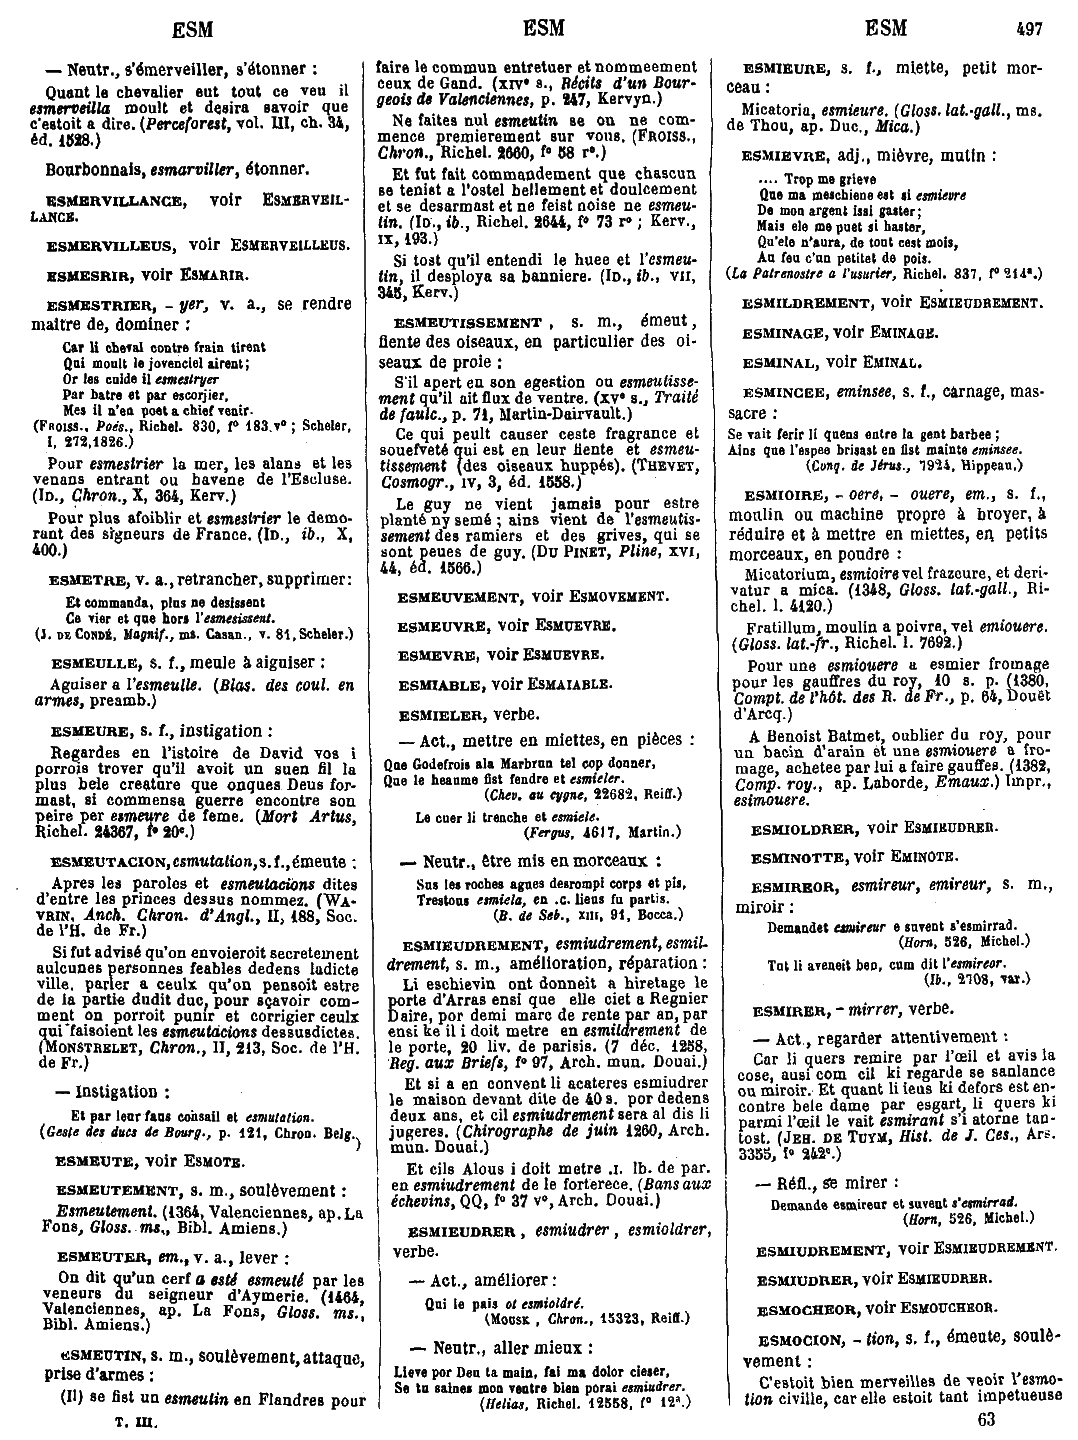 ESM
ESM
ESM
497
— Neutr., s'émerveiller, s'étonner :
Quant le chevalier eut tout ce veu il
esmerveilla moult et desira savoir que
c'estoit a dire. (Perceforest, vol. III, ch. 34,
éd. 1528.)
Bourbonnais, esmarviller, étonner.
ESMERVILLANCE, voir ESMERVEIL-
LANCE.
ESMERVILLEUS, voir ESMERVEILLEUS.
ESMESRIR, voir ESMARIR.
ESMESTRIER, - yer, v. a., se rendre
maitre de, dominer :
Car li cheval contre frain tirent
Qui moult le jovenciel airent;
Or les cuide il esmestryer
Par batre et par escorjier,
Mes il n'en poet a chief venir.
(FROISS., Poés., Richel. 830, f° 183 v° ; Scheler,
I, 272,1826.)
Pour esmestrier la mer, les alans et les
venans entrant ou havene de l'Escluse.
(ID., Chron., X, 364, Kerv.)
Pour plus afoiblir et esmestrier le demo-
rant des signeurs de France. (ID., ib., X,
400.)
ESMETRE, v. a., retrancher, supprimer:
Et commanda, plus ne desissent
Ce vier et que hors l'esmesissent.
(J. DE CONDÉ, Magnif., ms. Casan., v. 81, Scheler.)
ESMEULLE, s. f., meule à aiguiser :
Aguiser a l'esmeulle. (Blas. des coul. en
armes, preamb.)
ESMEURE, s. f., instigation :
Regardes en l'istoire de David vos i
porrois trover qu'il avoit un suen fil la
plus bele creature que onques Deus for-
mast, si commensa guerre encontre son
peire per esmeure de feme. (Mort Artus,
Richel. 24367, f° 20c.)
ESMEUTACION, esmutation, s. f., émeute :
Apres les paroles et esmeutacions dites
d'entre les princes dessus nommez. (WA-
VRIN, Anch. Chron. d'Angl., II, 188, Soc.
de l'H. de Fr.)
Si fut advisé qu'on envoieroit secretement
aulcunes personnes feables dedens ladicte
ville, parler a ceulx qu'on pensoit estre
de la partie dudit duc, pour sçavoir com-
ment on porroit punir et corrigier ceulx
qui faisoient les esmeutacions dessusdictes.
(MONSTRELET, Chron., II, 213, Soc. de l'H.
de Fr.)
— Instigation :
Et par leur faus consail et esmutation.
(Geste des ducs de Bourg., p. 121, Chron. Belg.)
ESMEUTE, voir ESMOTE.
ESMEUTEMENT, s. m., soulèvement :
Esmeutement. (1364, Valenciennes, ap. La
Fons, Gloss. ms., Bibl. Amiens.)
ESMEUTER, em., v. a., lever :
On dit qu'un cerf a esté esmeuté par les
veneurs du seigneur d'Aymerie. (1464,
Valenciennes, ap. La Fons, Gloss. ms.,
Bibl. Amiens.)
ESMEUTIN, s. m., soulèvement, attaque,
prise d'armes :
(Il) se fist un esmeutin en Flandres pour
T. III.
faire le commun entretuer et nommeement
ceux de Gand. (XIVe s., Récits d'un Bour-
geois de Valenciennes, p. 247, Kervyn.)
Ne faites nul esmeutin se on ne com-
mence premierement sur vous. (FROISS.,
Chron., Richel. 2660, f° 58 r°.)
Et fut fait commandement que chascun
se tenist a l'ostel bellement et doulcement
et se desarmast et ne feist noise ne esmeu-
tin. (ID., ib., Richel. 2644, f° 73 r° ; Kerv.,
IX, 193.)
Si tost qu'il entendi le huee et l'esmeu-
tin, il desploya sa banniere. (ID., ib., VII,
345, Kerv.)
ESMEUTISSEMENT, s. m., émeut,
fiente des oiseaux, en particulier des oi-
seaux de proie :
S'il apert en son egestion ou esmeutisse-
ment qu'il ait flux de ventre. (XVe s., Traité
de faulc., p. 71, Martin-Dairvault.)
Ce qui peult causer ceste fragrance et
souefveté qui est en leur fiente et esmeu-
tissement (des oiseaux huppés). (THEVET,
Cosmogr., IV, 3, éd. 1558.)
Le guy ne vient jamais pour estre
planté ny semé ; ains vient de l'esmeutis-
sement des ramiers et des grives, qui se
sont peues de guy. (DU PINET, Pline, XVI,
44, éd. 1566.)
ESMEUVEMENT, voir ESMOVEMENT.
ESMEUVRE, voir ESMUEVRE.
ESMEVRE, voir ESMUEVRE.
ESMIABLE, voir ESMAIABLE.
ESMIELER, verbe.
— Act., mettre en miettes, en pièces :
Que Godefrois ala Marbrun tel cop donner,
Que le heaume fist fendre et esmieler.
(Chev. au cygne, 22682, Reiff.)
Le cuer li trenche et esmiele.
(Fergus, 4617, Martin.)
— Neutr., être mis en morceaux :
Sus les roches agues desrompi corps et pis,
Trestous esmiela, en .c. lieus fu partis.
(B. de Seb., XIII, 91, Bocca.)
ESMIEUDREMENT, esmiudrement, esmil-
drement, s. m., amélioration, réparation :
Li eschievin ont donneit a hiretage le
porte d'Arras ensi que elle ciet a Regnier
Daire, por demi marc de rente par an, par
ensi ke il i doit metre en esmildrement de
le porte, 20 liv. de parisis. (7 déc. 1258,
Reg. aux Briefs, f° 97, Arch. mun. Douai.)
Et si a en convent li acateres esmiudrer
le maison devant dite de 40 s. por dedens
deux ans, et cil esmiudrement sera al dis li
jugeres. (Chirographe de juin 1260, Arch.
mun. Douai.)
Et cils Alous i doit metre .I. lb. de par.
en esmiudrement de le forterece. (Bans aux
échevins, QQ, f° 37 v°, Arch. Douai.)
ESMIEUDRER, esmiudrer, esmioldrer,
verbe.
— Act., améliorer :
Qui le pais ot esmioldré.
(MOUSK, Chron., 15323, Reiff.)
— Neutr., aller mieux :
Lieve por Deu ta main, fai ma dolor cieser,
Se tu saines mon ventre bien porai esmiudrer.
(Helias, Richel. 12558, f° 12a.)
ESMIEURE, s. f., miette, petit mor-
ceau :
Micatoria, esmieure. (Gloss. lat.-gall., ms.
de Thou, ap. Duc., Mica.)
ESMIEVRE, adj., mièvre, mutin :
.... Trop me grieve
Que ma meschiene est si esmievre
De mon argent issi gaster;
Mais ele me puet si haster,
Qu'ele n'aura, de tout cest mois,
Au feu c'un petitet de pois.
(La Patrenostre a l'usurier, Richel. 837, f° 214a.)
ESMILDREMENT, voir ESMIEUDREMENT.
ESMINAGE, voir EMINAGE.
ESMINAL, voir EMINAL.
ESMINCEE, eminsee, s. f., carnage, mas-
sacre :
Se vait ferir li quens entre la gent barbee ;
Ains que l'espee brisast en fist mainte eminsee.
(Conq. de Jérus., 7924, Hippeau.)
ESMIOIRE, - oere, - ouere, em., s. f.,
moulin ou machine propre à broyer, à
réduire et à mettre en miettes, en petits
morceaux, en poudre :
Micatorium, esmioire vel frazoure, et deri-
vatur a mica. (1348, Gloss. lat.-gall., Ri-
chel. l. 4120.)
Fratillum, moulin a poivre, vel emiouere.
(Gloss. lat.-fr., Richel. l. 7692.)
Pour une esmiouere a esmier fromage
pour les gauffres du roy, 10 s. p. (1380,
Compt. de l'hôt. des R. de Fr., p. 64, Douët
d'Arcq.)
A Benoist Batmet, oublier du roy, pour
un bacin d'arain et une esmiouere a fro-
mage, achetee par lui a faire gauffes. (1382,
Comp. roy., ap. Laborde, Emaux.) Impr.,
esimouere.
ESMIOLDRER, voir ESMIEUDRER.
ESMINOTTE, voir EMINOTE.
ESMIREOR, esmireur, emireur, s. m.,
miroir :
Demandet esmireur e suvent s'esmirrad.
(Horn, 526, Michel.)
Tut li aveneit ben, cum dit l'esmireor.
(Ib., 2708, var.)
ESMIRER, - mirrer, verbe.
— Act., regarder attentivement :
Car li quers remire par l'œil et avis la
cose, ausi com cil ki regarde se sanlance
ou miroir. Et quant li ieus ki defors est en-
contre bele dame par esgart, li quers ki
parmi l'œil le vait esmirant s'i atorne tan-
tost. (JEH. DE TUYM, Hist. de J. Ces., Ars.
3355, f° 242c.)
— Réfl., se mirer :
Demande esmireur et suvent s'esmirrad.
(Horn, 526, Michel.)
ESMIUDREMENT, voir ESMIEUDREMENT.
ESMIUDRER, voir ESMIEUDRER.
ESMOCHEOR, voir ESMOUCHEOR.
ESMOCION, - tion, s. f., émeute, soulè-
vement :
C'estoit bien merveilles de veoir l'esmo-
tion civille, car elle estoit tant impetueuse
63